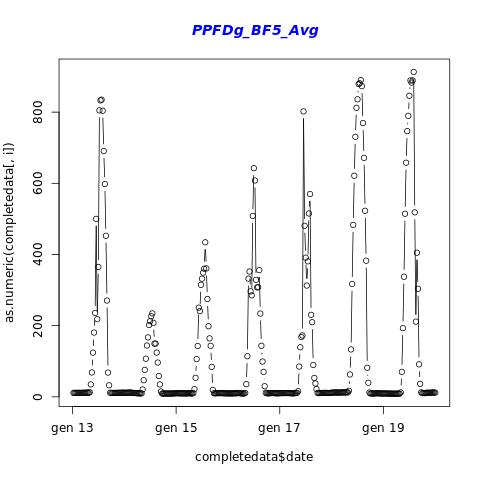 PPFDg_BF5_Avg
as.numeric(completedata[, i])
800
600
400
200
0
gen 13
gen 15
gen 17
gen 19
completedata$date